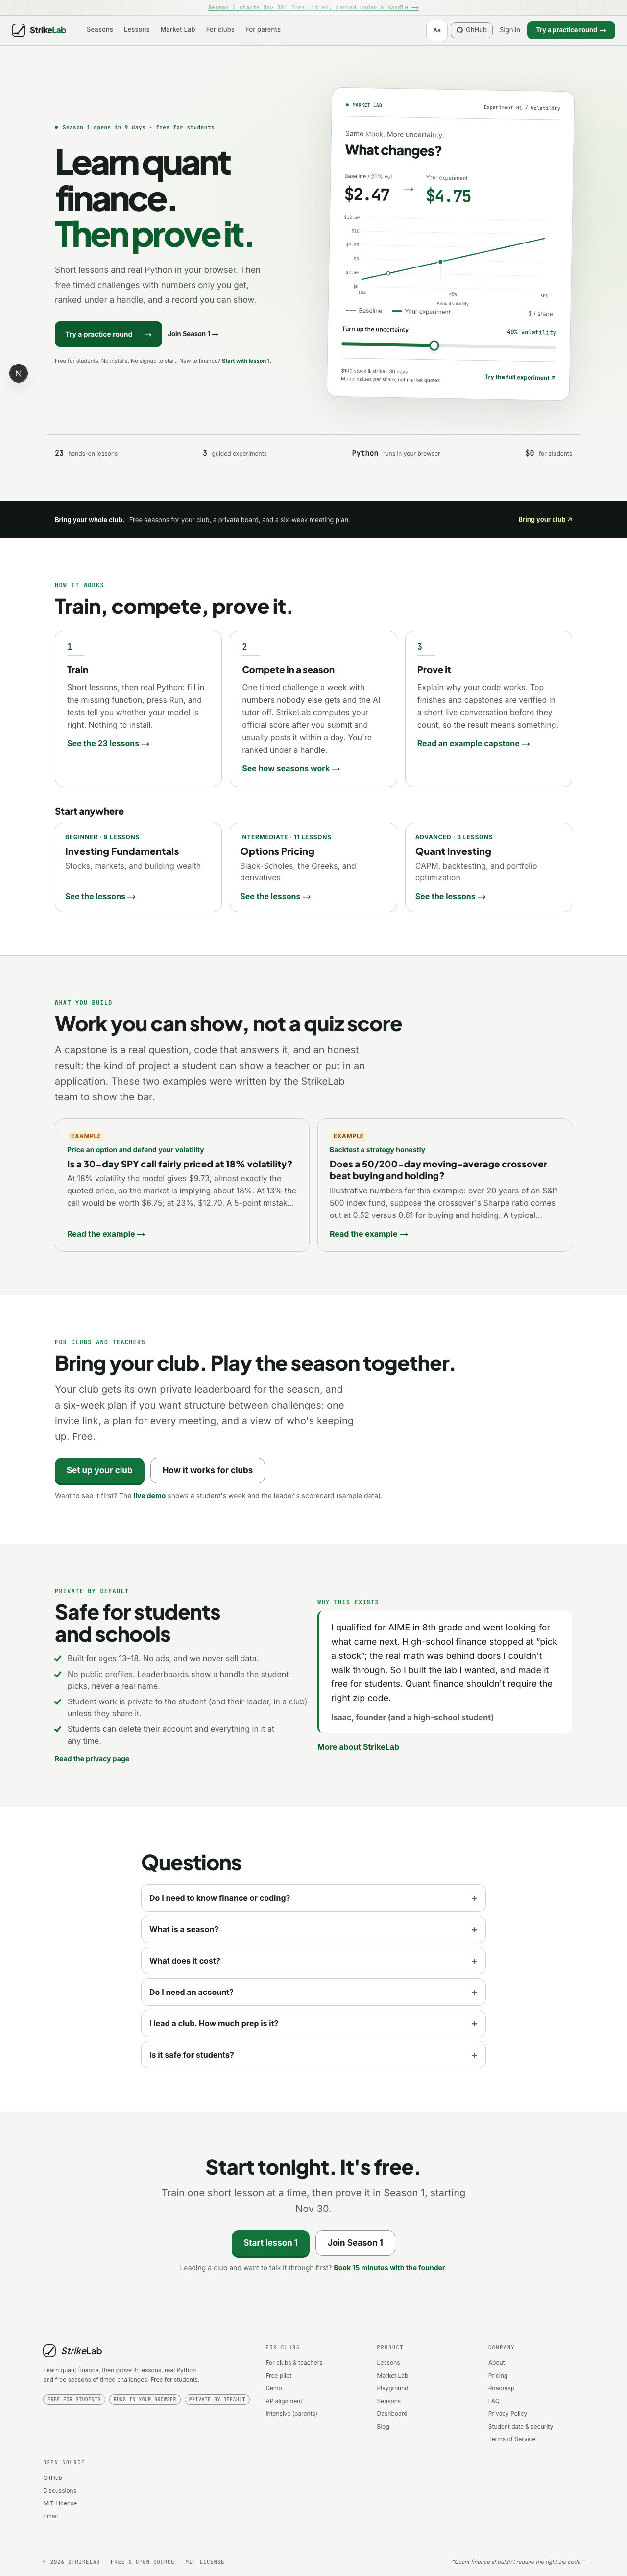 Season 1 starts Nov 30: free, timed, ranked under a handle →
StrikeLab
Seasons
Lessons
Market Lab
For clubs
For parents
Aa
GitHub
Sign in
Try a practice round →
Season 1 opens in 9 days · free for students
Learn quant
finance.
Then prove it.
Short lessons and real Python in your browser. Then
free timed challenges with numbers only you get,
ranked under a handle, and a record you can show.
Try a practice round →
Join Season 1 →
Free for students. No installs. No signup to start. New to finance? Start with lesson 1.
MARKET LAB
Experiment 01 / Volatility
Same stock. More uncertainty.
What changes?
Baseline / 20% vol
$2.47
→
Your experiment
$4.75
$12.50
$10
$7.50
$5
$2.50
$0
10%
45%
80%
Annual volatility
Baseline
Your experiment
$ / share
Turn up the uncertainty
40% volatility
$100 stock & strike · 30 days
Model values per share, not market quotes
Try the full experiment ↗
N
23 hands-on lessons
3 guided experiments
Python runs in your browser
$0 for students
Bring your whole club. Free seasons for your club, a private board, and a six-week meeting plan.
Bring your club ↗
HOW IT WORKS
Train, compete, prove it.
1
Train
Short lessons, then real Python: fill in
the missing function, press Run, and
tests tell you whether your model is
right. Nothing to install.
See the 23 lessons →
2
Compete in a season
One timed challenge a week with
numbers nobody else gets and the AI
tutor off. StrikeLab computes your
official score after you submit and
usually posts it within a day. You're
ranked under a handle.
See how seasons work →
3
Prove it
Explain why your code works. Top
finishes and capstones are verified in
a short live conversation before they
count, so the result means something.
Read an example capstone →
Start anywhere
BEGINNER · 9 LESSONS
Investing Fundamentals
Stocks, markets, and building wealth
See the lessons →
INTERMEDIATE · 11 LESSONS
Options Pricing
Black-Scholes, the Greeks, and
derivatives
See the lessons →
ADVANCED · 3 LESSONS
Quant Investing
CAPM, backtesting, and portfolio
optimization
See the lessons →
WHAT YOU BUILD
Work you can show, not a quiz score
A capstone is a real question, code that answers it, and an honest
result: the kind of project a student can show a teacher or put in an
application. These two examples were written by the StrikeLab
team to show the bar.
EXAMPLE
Price an option and defend your volatility
Is a 30-day SPY call fairly priced at 18% volatility?
At 18% volatility the model gives $9.73, almost exactly the
quoted price, so the market is implying about 18%. At 13% the
call would be worth $6.75; at 23%, $12.70. A 5-point mistak...
Read the example →
EXAMPLE
Backtest a strategy honestly
Does a 50/200-day moving-average crossover
beat buying and holding?
Illustrative numbers for this example: over 20 years of an S&P
500 index fund, suppose the crossover's Sharpe ratio comes
out at 0.52 versus 0.61 for buying and holding. A typical...
Read the example →
FOR CLUBS AND TEACHERS
Bring your club. Play the season together.
Your club gets its own private leaderboard for the season, and
a six-week plan if you want structure between challenges: one
invite link, a plan for every meeting, and a view of who's keeping
up. Free.
Set up your club
How it works for clubs
Want to see it first? The live demo shows a student's week and the leader's scorecard (sample data).
PRIVATE BY DEFAULT
Safe for students
and schools
Built for ages 13–18. No ads, and we never sell data.
No public profiles. Leaderboards show a handle the student
picks, never a real name.
Student work is private to the student (and their leader, in a club)
unless they share it.
Students can delete their account and everything in it at
any time.
Read the privacy page
WHY THIS EXISTS
I qualified for AIME in 8th grade and went looking for
what came next. High-school finance stopped at “pick
a stock”; the real math was behind doors I couldn't
walk through. So I built the lab I wanted, and made it
free for students. Quant finance shouldn't require the
right zip code.
Isaac, founder (and a high-school student)
More about StrikeLab
Questions
Do I need to know finance or coding? +
What is a season? +
What does it cost? +
Do I need an account? +
I lead a club. How much prep is it? +
Is it safe for students? +
Start tonight. It's free.
Train one short lesson at a time, then prove it in Season 1, starting
Nov 30.
Start lesson 1
Join Season 1
Leading a club and want to talk it through first? Book 15 minutes with the founder.
StrikeLab
Learn quant finance, then prove it: lessons, real Python
and free seasons of timed challenges. Free for students.
FREE FOR STUDENTS
RUNS IN YOUR BROWSER
PRIVATE BY DEFAULT
FOR CLUBS
For clubs & teachers
Free pilot
Demo
AP alignment
Intensive (parents)
PRODUCT
Lessons
Market Lab
Playground
Seasons
Dashboard
Blog
COMPANY
About
Pricing
Roadmap
FAQ
Privacy Policy
Student data & security
Terms of Service
OPEN SOURCE
GitHub
Discussions
MIT License
Email
© 2026 STRIKELAB · FREE & OPEN SOURCE · MIT LICENSE
"Quant finance shouldn't require the right zip code."